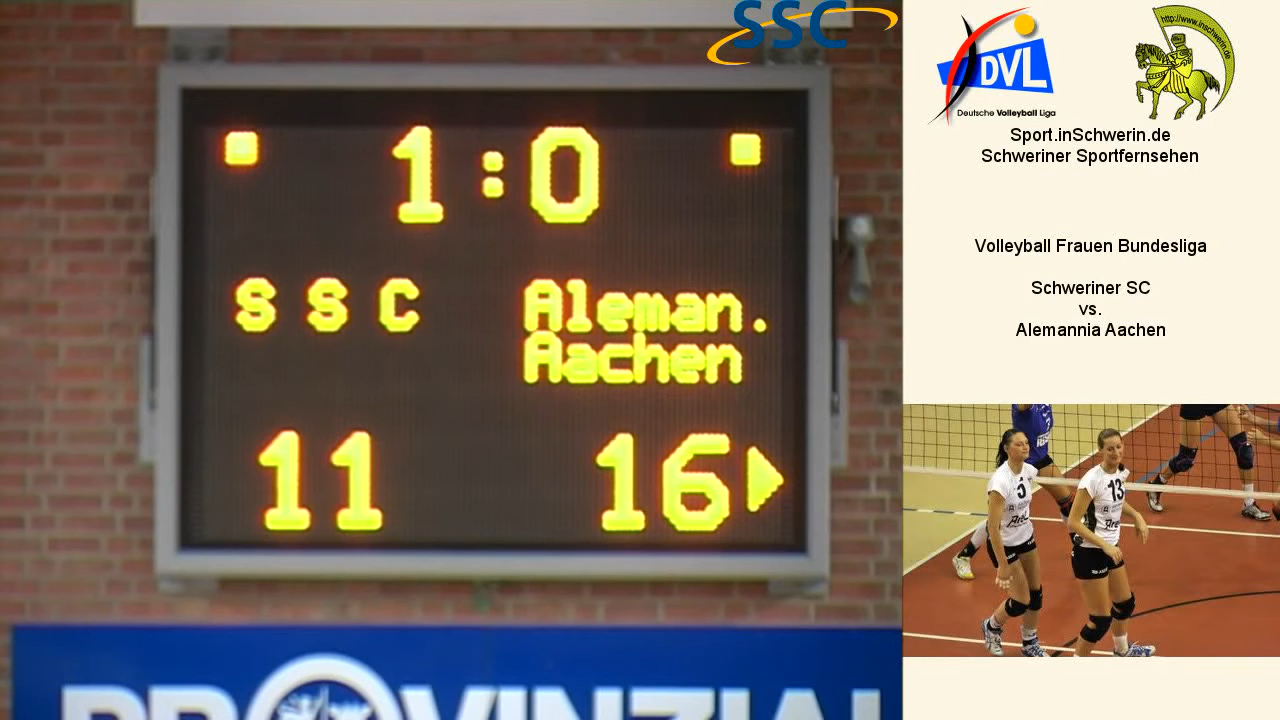 SSC
1:0
SSC
Aleman.
Aachen
11 16
PROVINZIAL
DVL
Deutsche Volleyball Liga
http://www.inschwerin.de
Sport.inSchwerin.de
Schweriner Sportfernsehen
Volleyball Frauen Bundesliga
Schweriner SC
vs.
Alemannia Aachen
5
13